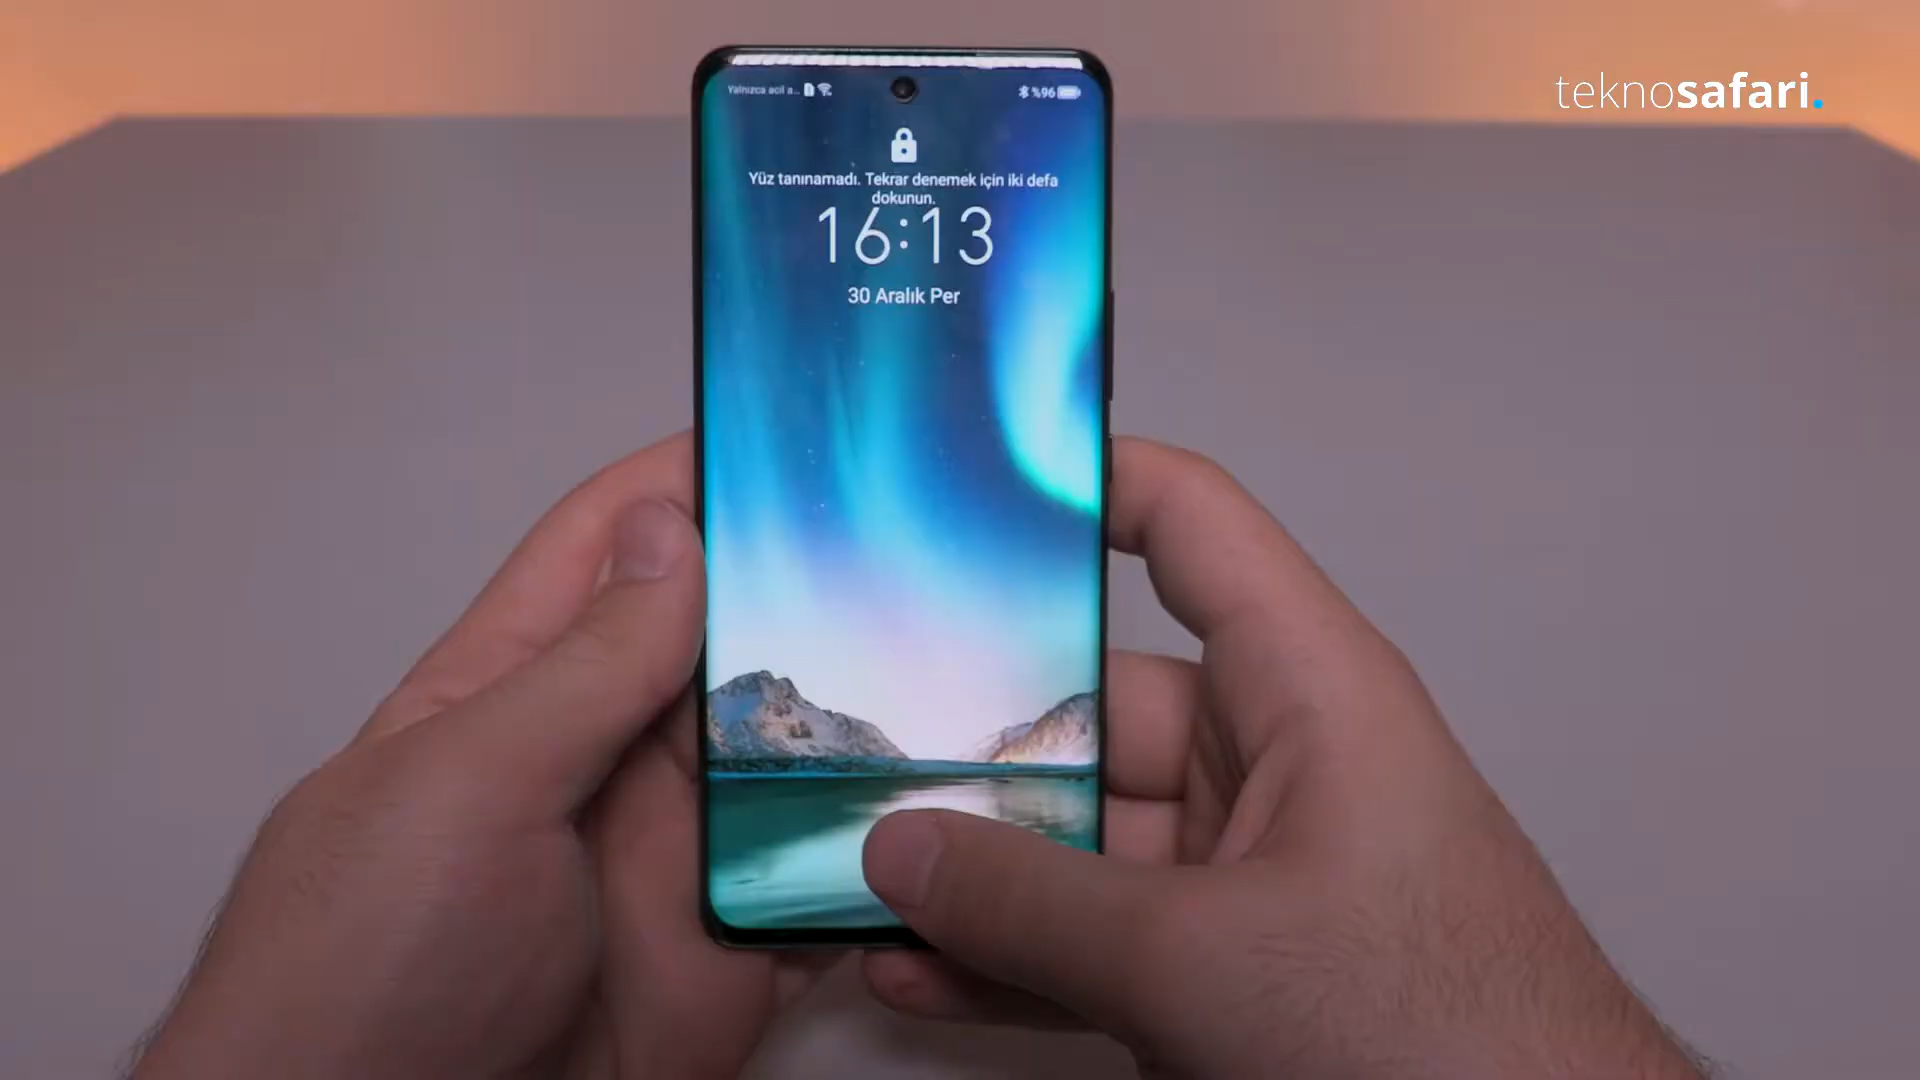 teknosafari.
Yalnızca acil a...
%96
Yüz tanınamadı. Tekrar denemek için iki defa
dokunun.
16:13
30 Aralık Per